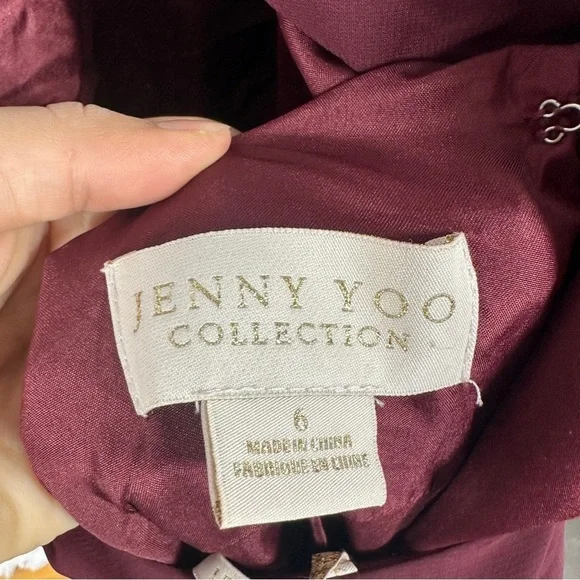 JENNY YOO
COLLECTION
6
MADE IN CHINA
FABRIQUE EN CHINE